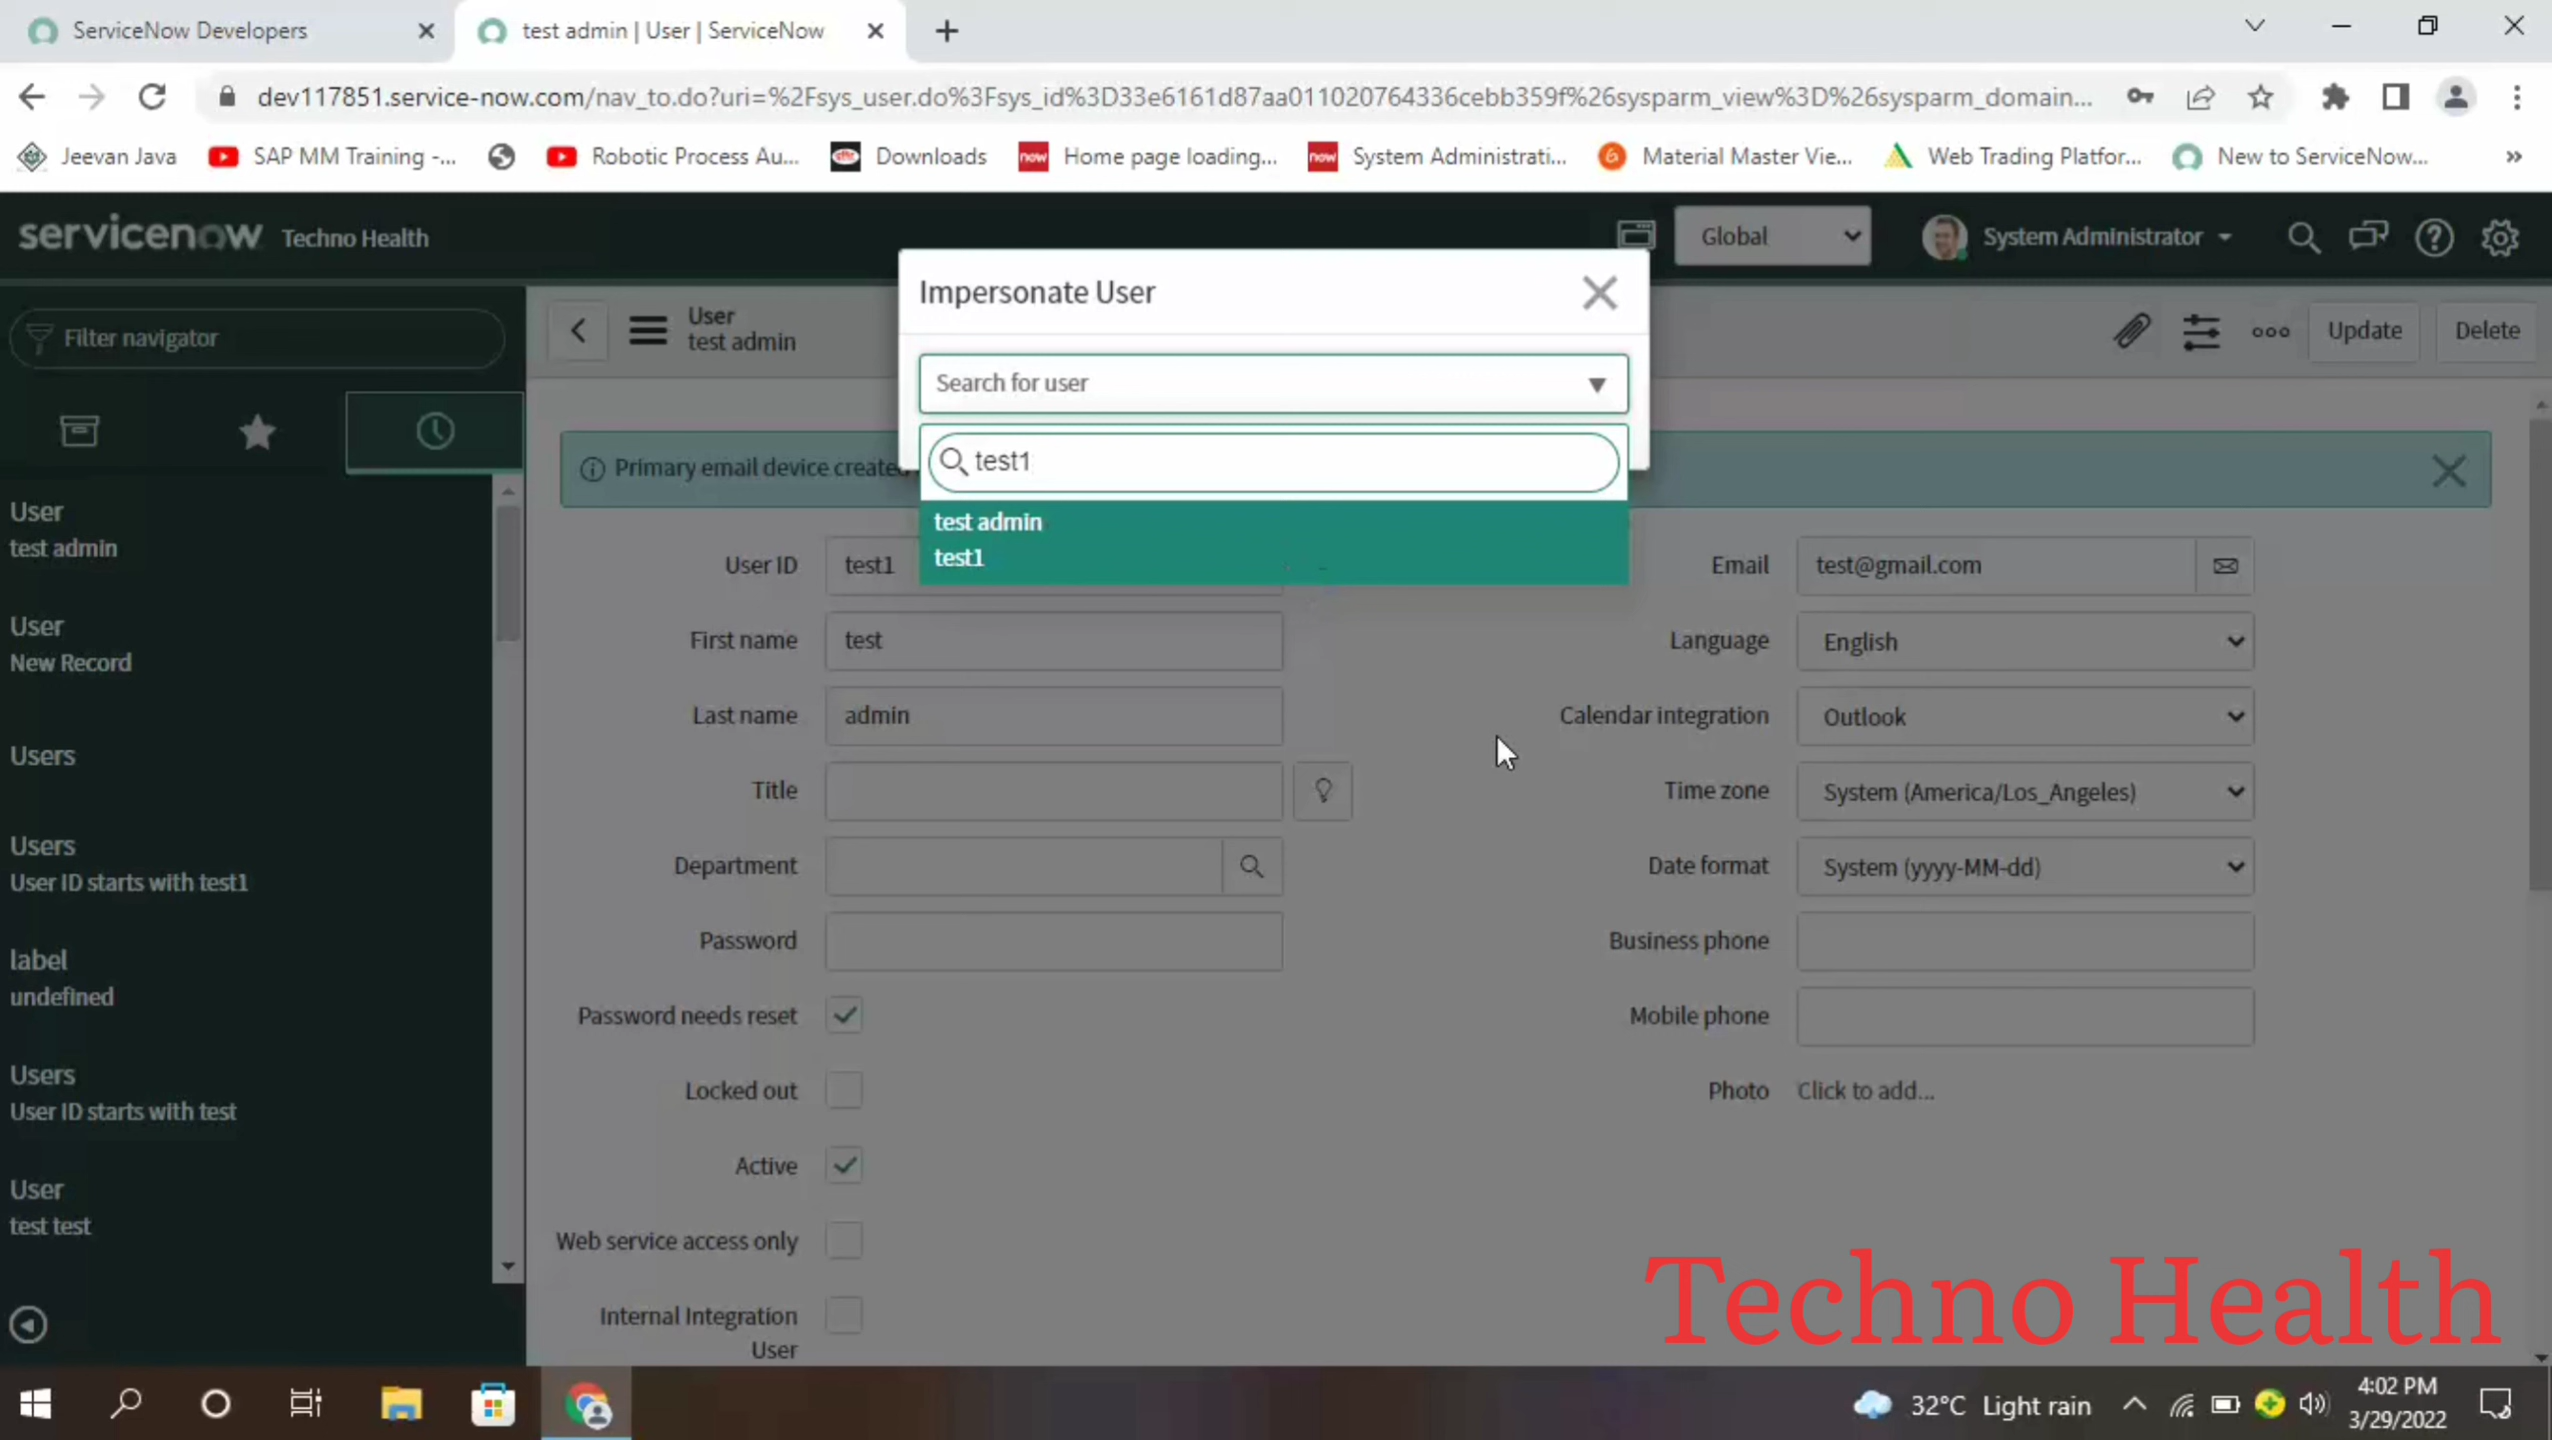 ServiceNow Developers
test admin | User | ServiceNow
dev117851.service-now.com/nav_to.do?uri=%2Fsys_user.do%3Fsys_id%3D33e6161d87aa011020764336cebb359f%26sysparm_view%3D%26sysparm_domain...
Jeevan Java
SAP MM Training -...
Robotic Process Au...
Downloads
now
Home page loading...
now
System Administrati...
Material Master Vie...
Web Trading Platfor...
New to ServiceNow...
servicenow
Techno Health
Global
System Administrator
Impersonate User
Search for user
test1
test admin
test1
Filter navigator
User
test admin
User
New Record
Users
Users
User ID starts with test1
label
undefined
Users
User ID starts with test
User
test test
User
test admin
Update
Delete
Primary email device create
User ID
test1
First name
test
Last name
admin
Title
Department
Password
Password needs reset
Locked out
Active
Web service access only
Internal Integration
User
Email
test@gmail.com
Language
English
Calendar integration
Outlook
Time zone
System (America/Los_Angeles)
Date format
System (yyyy-MM-dd)
Business phone
Mobile phone
Photo
Click to add...
Techno Health
32°C Light rain
4:02 PM
3/29/2022